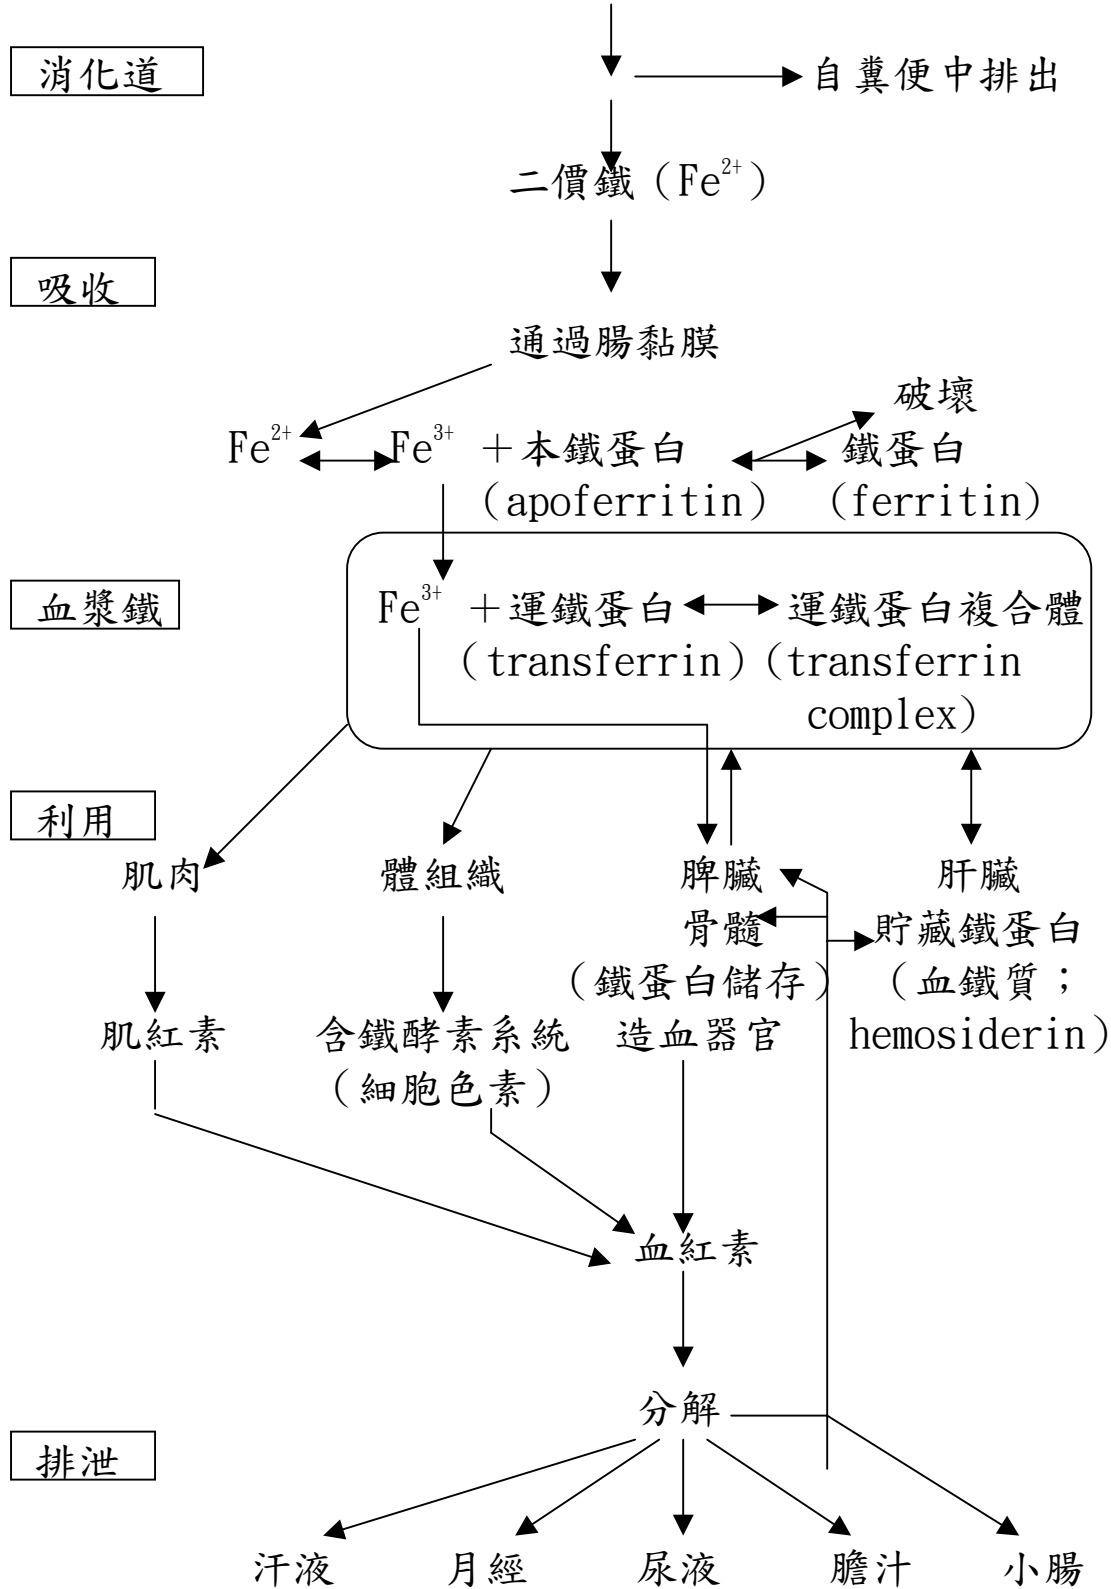 消化道
自糞便中排出
二價鐵（Fe²⁺）
吸收
通過腸黏膜
破壞
Fe²⁺ Fe³⁺ ＋本鐵蛋白 鐵蛋白
（apoferritin） （ferritin）
血漿鐵
Fe³⁺ ＋運鐵蛋白 運鐵蛋白複合體
（transferrin）（transferrin
complex）
利用
肌肉 體組織 脾臟 肝臟
骨髓 貯藏鐵蛋白
（鐵蛋白儲存） （血鐵質；
肌紅素 含鐵酵素系統 造血器官 hemosiderin）
（細胞色素）
血紅素
分解
排泄
汗液 月經 尿液 膽汁 小腸